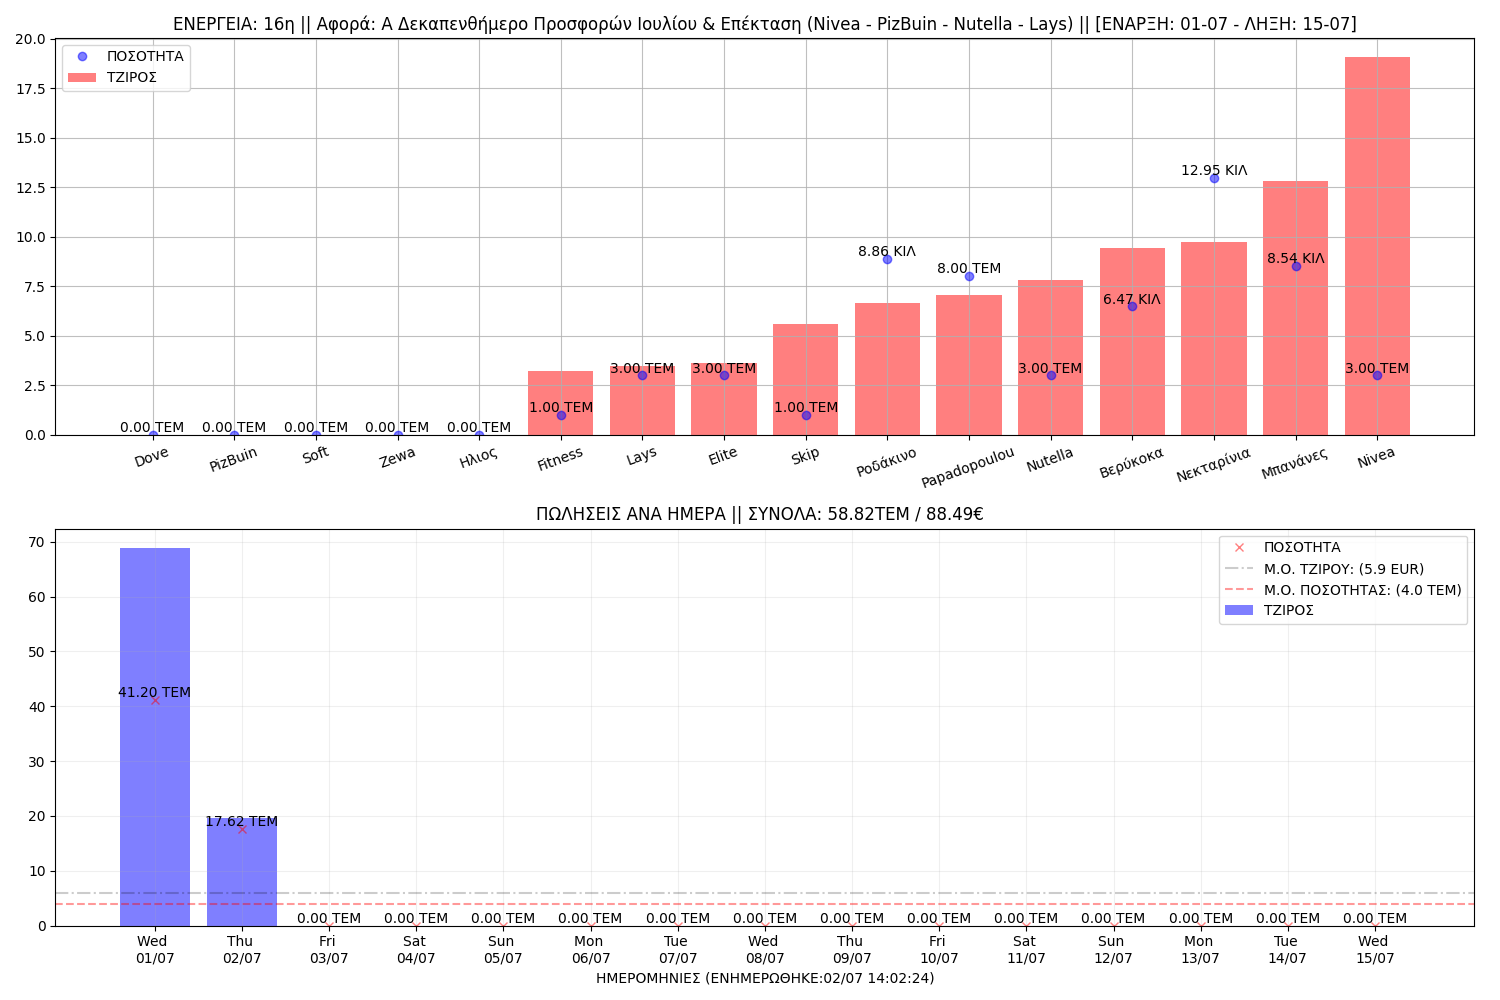 ΕΝΕΡΓΕΙΑ: 16η || Αφορά: Α Δεκαπενθήμερο Προσφορών Ιουλίου & Επέκταση (Nivea - PizBuin - Nutella - Lays) || [ΕΝΑΡΞΗ: 01-07 - ΛΗΞΗ: 15-07]
ΠΟΣΟΤΗΤΑ
ΤΖΙΡΟΣ
20.0
17.5
15.0
12.5
10.0
7.5
5.0
2.5
0.0
0.00 ΤΕΜ 0.00 ΤΕΜ 0.00 ΤΕΜ 0.00 ΤΕΜ 0.00 ΤΕΜ 1.00 ΤΕΜ 3.00 ΤΕΜ 3.00 ΤΕΜ 1.00 ΤΕΜ 8.86 ΚΙΛ 8.00 ΤΕΜ 3.00 ΤΕΜ 6.47 ΚΙΛ 12.95 ΚΙΛ 8.54 ΚΙΛ 3.00 ΤΕΜ
Dove PizBuin Soft Zewa Ηλιος Fitness Lays Elite Skip Ροδάκινο Papadopoulou Nutella Βερύκοκα Νεκταρίνια Μπανάνες Nivea
ΠΩΛΗΣΕΙΣ ΑΝΑ ΗΜΕΡΑ || ΣΥΝΟΛΑ: 58.82ΤΕΜ / 88.49€
ΠΟΣΟΤΗΤΑ
Μ.Ο. ΤΖΙΡΟΥ: (5.9 EUR)
Μ.Ο. ΠΟΣΟΤΗΤΑΣ: (4.0 ΤΕΜ)
ΤΖΙΡΟΣ
70
60
50
40
30
20
10
0
41.20 ΤΕΜ 17.62 ΤΕΜ 0.00 ΤΕΜ 0.00 ΤΕΜ 0.00 ΤΕΜ 0.00 ΤΕΜ 0.00 ΤΕΜ 0.00 ΤΕΜ 0.00 ΤΕΜ 0.00 ΤΕΜ 0.00 ΤΕΜ 0.00 ΤΕΜ 0.00 ΤΕΜ 0.00 ΤΕΜ 0.00 ΤΕΜ
Wed Thu Fri Sat Sun Mon Tue Wed Thu Fri Sat Sun Mon Tue Wed
01/07 02/07 03/07 04/07 05/07 06/07 07/07 08/07 09/07 10/07 11/07 12/07 13/07 14/07 15/07
ΗΜΕΡΟΜΗΝΙΕΣ (ΕΝΗΜΕΡΩΘΗΚΕ:02/07 14:02:24)